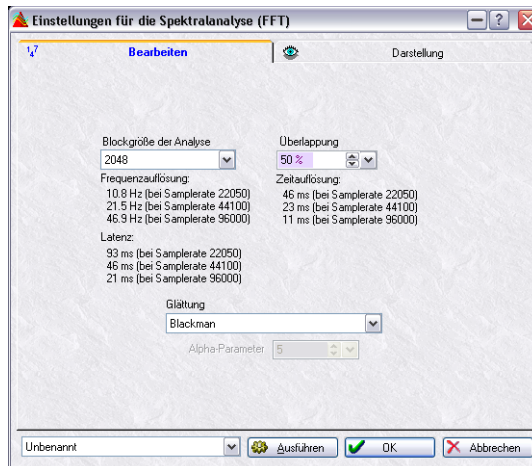 Einstellungen für die Spektralanalyse (FFT)
Bearbeiten
Darstellung
Blockgröße der Analyse
2048
Überlappung
50 %
Frequenzauflösung:
10.8 Hz (bei Samplerate 22050)
21.5 Hz (bei Samplerate 44100)
46.9 Hz (bei Samplerate 96000)
Zeitauflösung:
46 ms (bei Samplerate 22050)
23 ms (bei Samplerate 44100)
11 ms (bei Samplerate 96000)
Latenz:
93 ms (bei Samplerate 22050)
46 ms (bei Samplerate 44100)
21 ms (bei Samplerate 96000)
Glättung
Blackman
Alpha-Parameter 5
Unbenannt
Ausführen
OK
Abbrechen